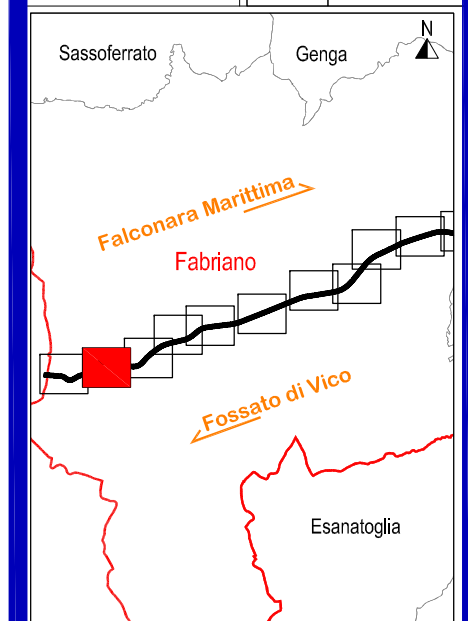 N
Sassoferrato
Genga
Falconara Marittima
Fabriano
Fossato di Vico
Esanatoglia